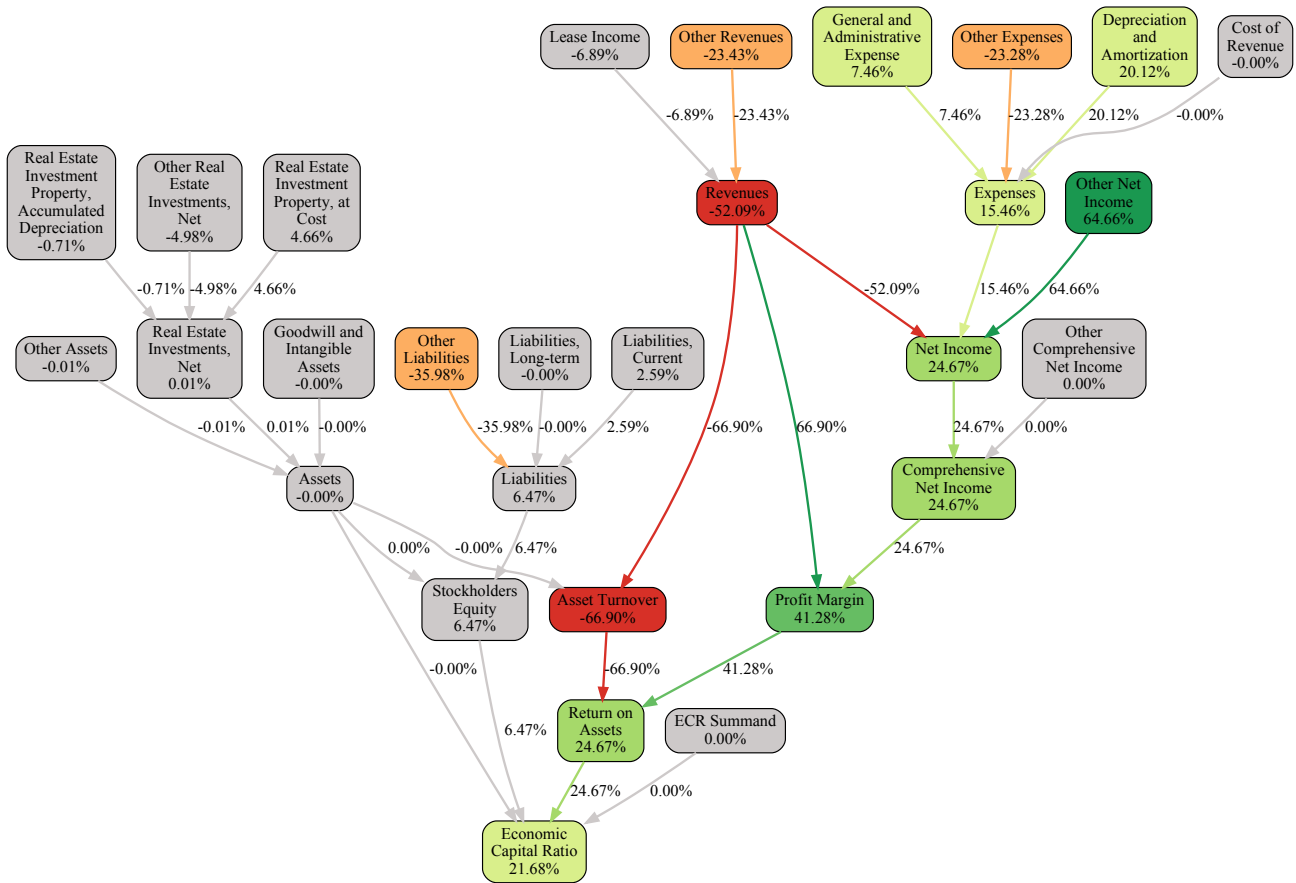 Lease Income
-6.89%
Other Revenues
-23.43%
General and
Administrative
Expense
7.46%
Other Expenses
-23.28%
Depreciation
and
Amortization
20.12%
Cost of
Revenue
-0.00%
-6.89%
-23.43%
7.46%
-23.28%
20.12%
-0.00%
Real Estate
Investment
Property,
Accumulated
Depreciation
-0.71%
Other Real
Estate
Investments,
Net
-4.98%
Real Estate
Investment
Property, at
Cost
4.66%
Revenues
-52.09%
Expenses
15.46%
Other Net
Income
64.66%
-0.71%
-4.98%
4.66%
-52.09%
15.46%
64.66%
Other Assets
-0.01%
Real Estate
Investments,
Net
0.01%
Goodwill and
Intangible
Assets
-0.00%
Other
Liabilities
-35.98%
Liabilities,
Long-term
-0.00%
Liabilities,
Current
2.59%
Net Income
24.67%
Other
Comprehensive
Net Income
0.00%
-0.01%
0.01%
-0.00%
-35.98%
-0.00%
2.59%
-66.90%
66.90%
24.67%
0.00%
Assets
-0.00%
Liabilities
6.47%
Comprehensive
Net Income
24.67%
0.00%
-0.00%
6.47%
24.67%
Stockholders
Equity
6.47%
Asset Turnover
-66.90%
Profit Margin
41.28%
-0.00%
-66.90%
41.28%
6.47%
Return on
Assets
24.67%
ECR Summand
0.00%
24.67%
0.00%
Economic
Capital Ratio
21.68%